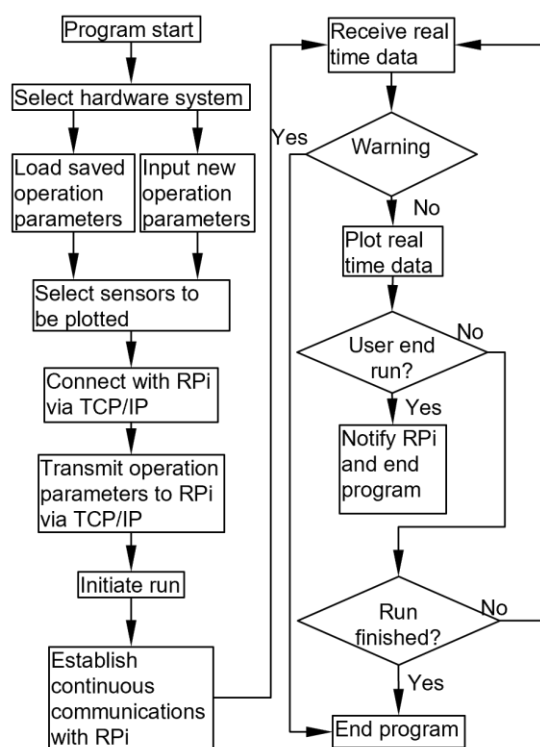 Program start
Select hardware system
Load saved
operation
parameters
Input new
operation
parameters
Select sensors to
be plotted
Connect with RPi
via TCP/IP
Transmit operation
parameters to RPi
via TCP/IP
Initiate run
Establish
continuous
communications
with RPi
Receive real
time data
Yes
Warning
No
Plot real
time data
No
User end
run?
Yes
Notify RPi
and end
program
Run
finished?
No
Yes
End program